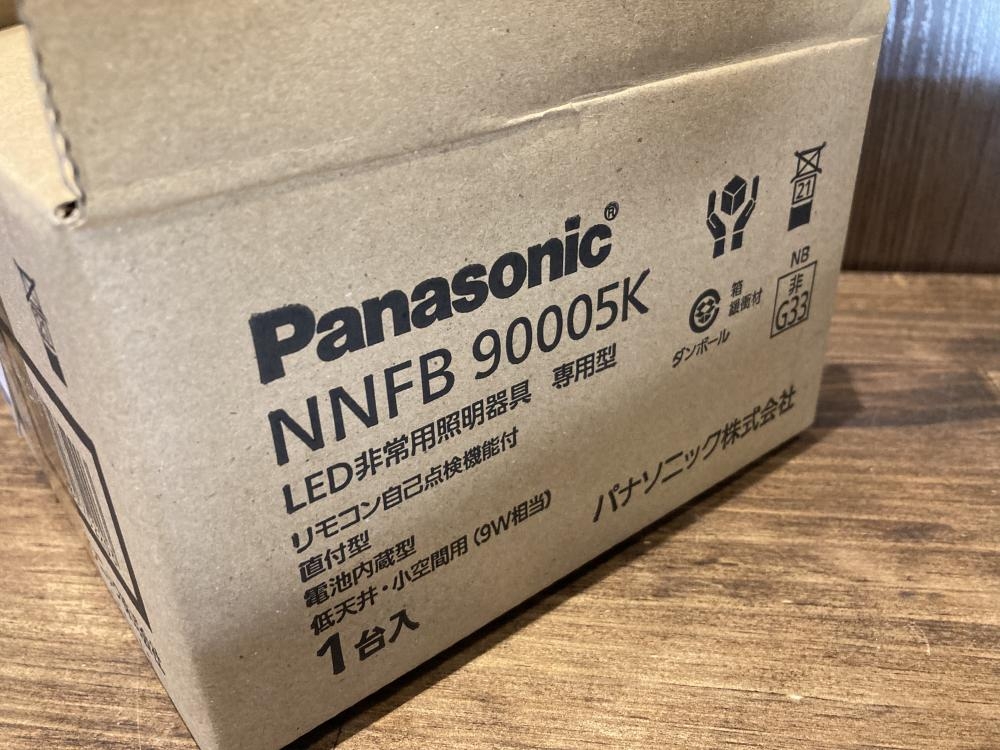 Panasonic®
NNFB 90005K
LED非常用照明器具 専用型
リモコン自己点検機能付
直付型
電池内蔵型
低天井・小空間用(9W相当)
1台入
パナソニック株式会社
21
NB
非
G33
箱
緩衝材
ダンボール